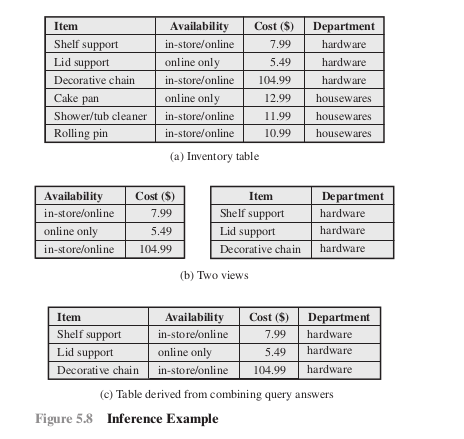 Item Availability Cost ($) Department
Shelf support in-store/online 7.99 hardware
Lid support online only 5.49 hardware
Decorative chain in-store/online 104.99 hardware
Cake pan online only 12.99 housewares
Shower/tub cleaner in-store/online 11.99 housewares
Rolling pin in-store/online 10.99 housewares
(a) Inventory table
Availability Cost ($)
in-store/online 7.99
online only 5.49
in-store/online 104.99
Item Department
Shelf support hardware
Lid support hardware
Decorative chain hardware
(b) Two views
Item Availability Cost ($) Department
Shelf support in-store/online 7.99 hardware
Lid support online only 5.49 hardware
Decorative chain in-store/online 104.99 hardware
(c) Table derived from combining query answers
Figure 5.8 Inference Example